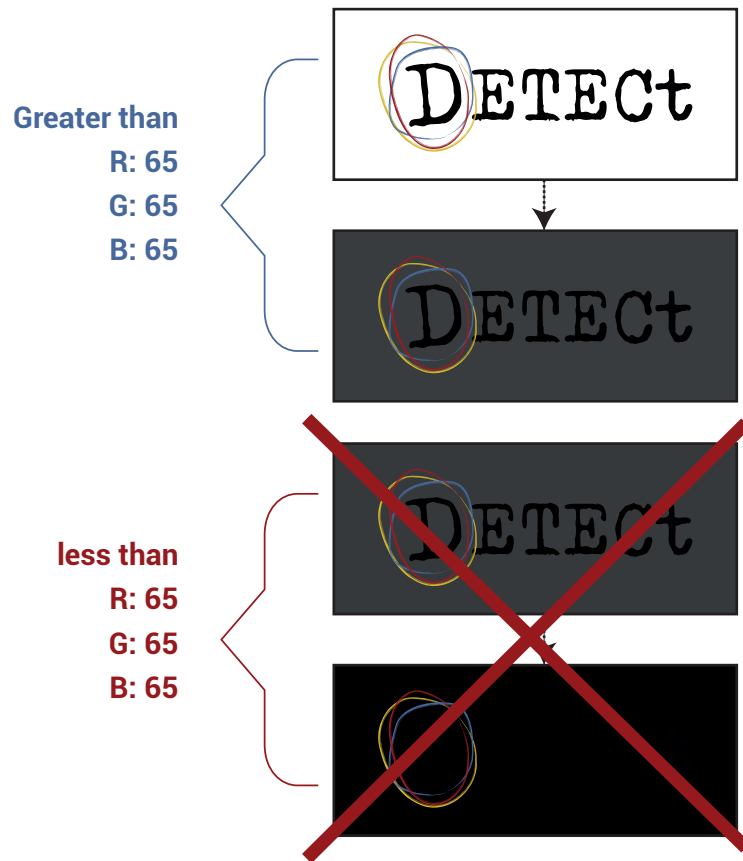 DETECt
Greater than
R: 65
G: 65
B: 65
DETECt
DETECt
less than
R: 65
G: 65
B: 65